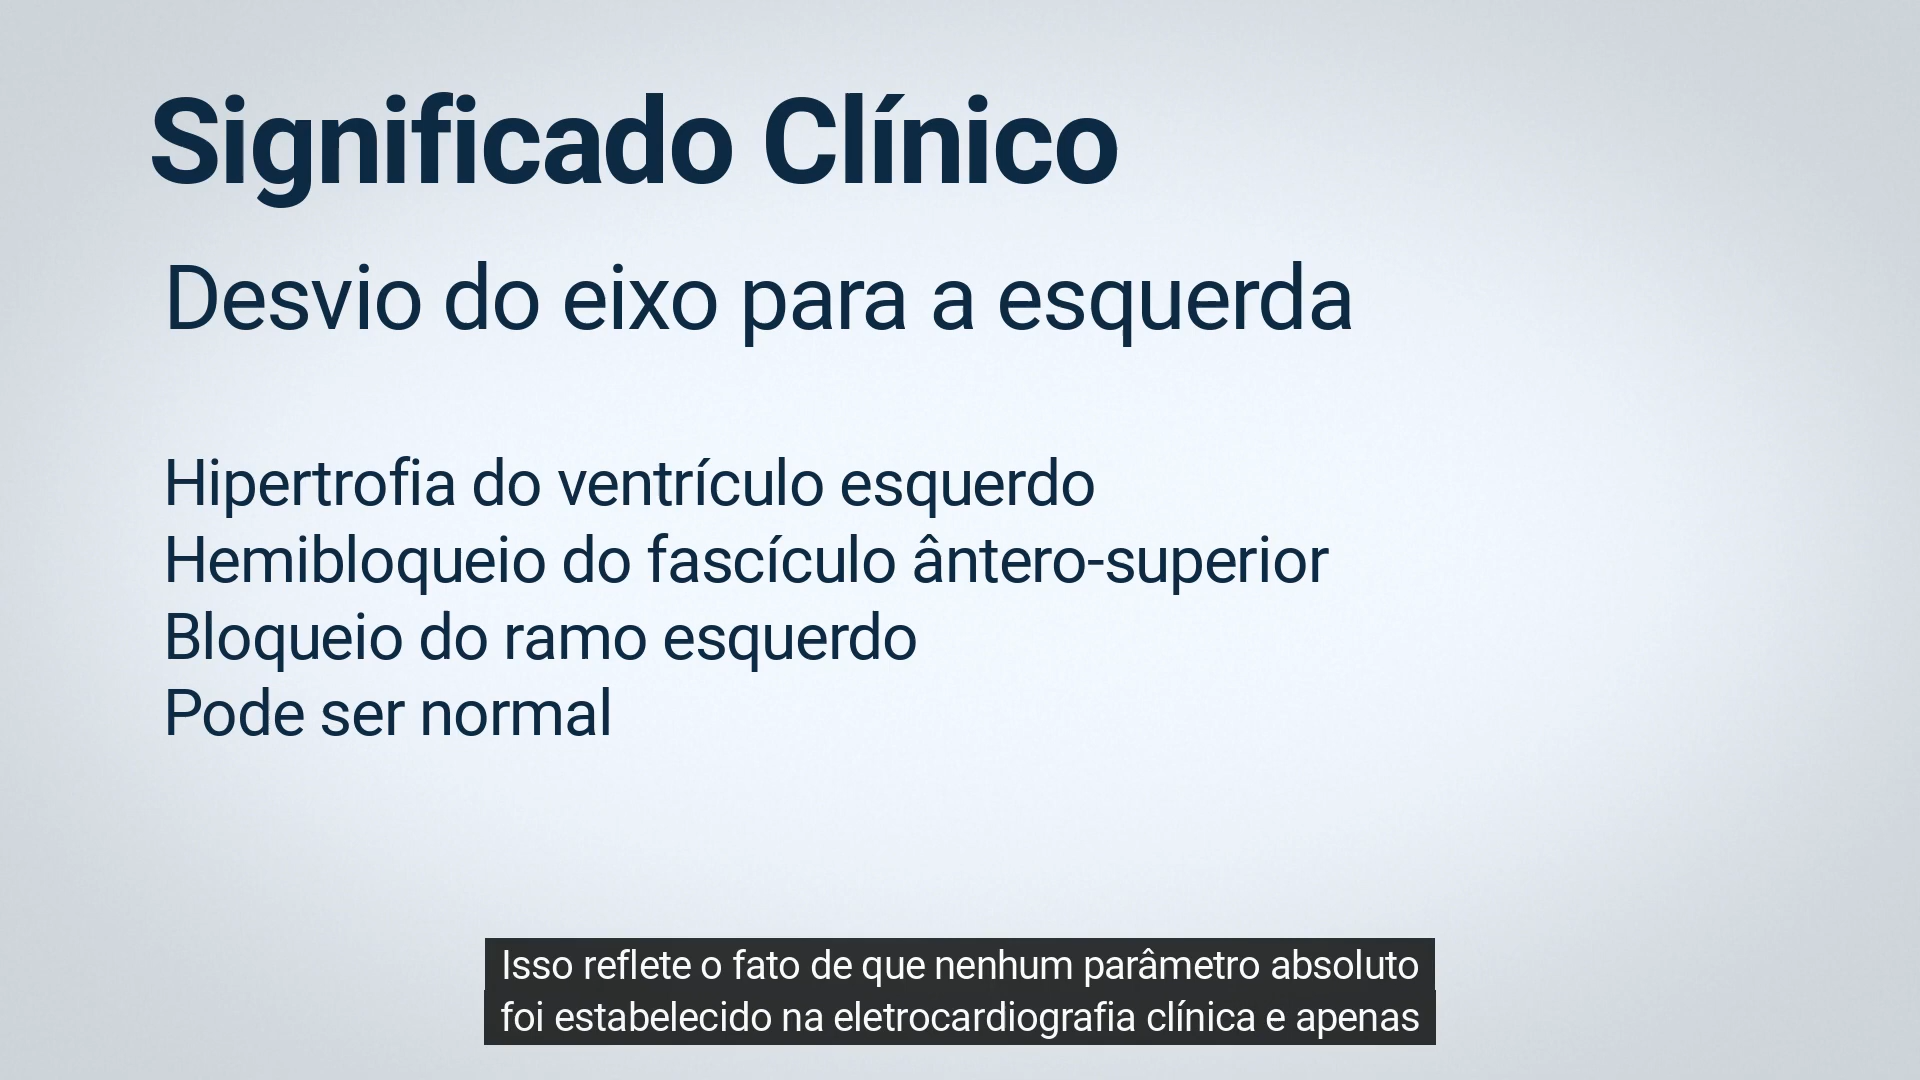 Significado Clínico
Desvio do eixo para a esquerda
Hipertrofia do ventrículo esquerdo
Hemibloqueio do fascículo ântero-superior
Bloqueio do ramo esquerdo
Pode ser normal
Isso reflete o fato de que nenhum parâmetro absoluto
foi estabelecido na eletrocardiografia clínica e apenas